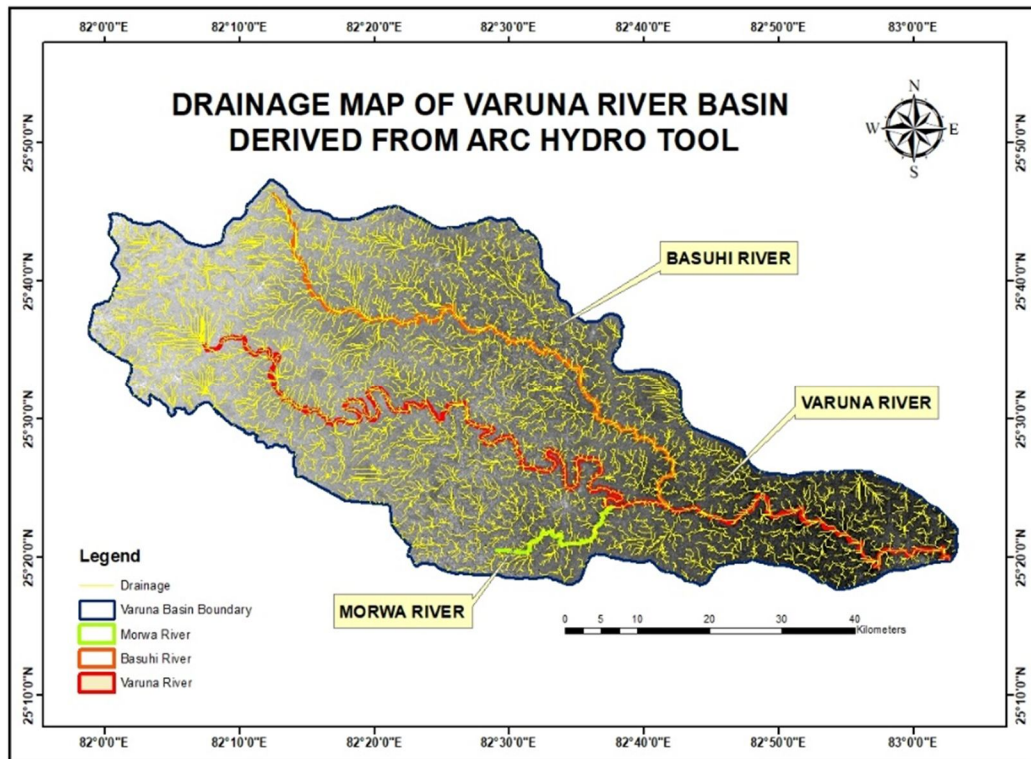 82°0'0"E 82°10'0"E 82°20'0"E 82°30'0"E 82°40'0"E 82°50'0"E 83°0'0"E
DRAINAGE MAP OF VARUNA RIVER BASIN
DERIVED FROM ARC HYDRO TOOL
N
W E
S
25°50'0"N 25°50'0"N
BASUHI RIVER
25°40'0"N 25°40'0"N
VARUNA RIVER
25°30'0"N 25°30'0"N
25°20'0"N 25°20'0"N
MORWA RIVER
Legend
Drainage
Varuna Basin Boundary
Morwa River
Basuhi River
Varuna River
0 5 10 20 30 40
Kilometers
25°10'0"N 25°10'0"N
82°0'0"E 82°10'0"E 82°20'0"E 82°30'0"E 82°40'0"E 82°50'0"E 83°0'0"E